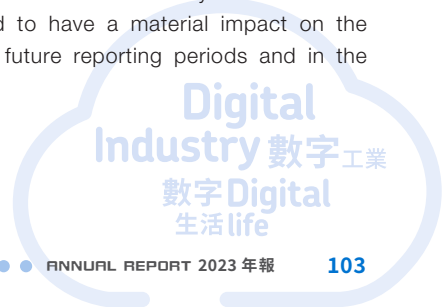 d to have a material impact on the
future reporting periods and in the
Digital
Industry 數字工業
數字Digital
生活life
ANNUAL REPORT 2023 年報 103